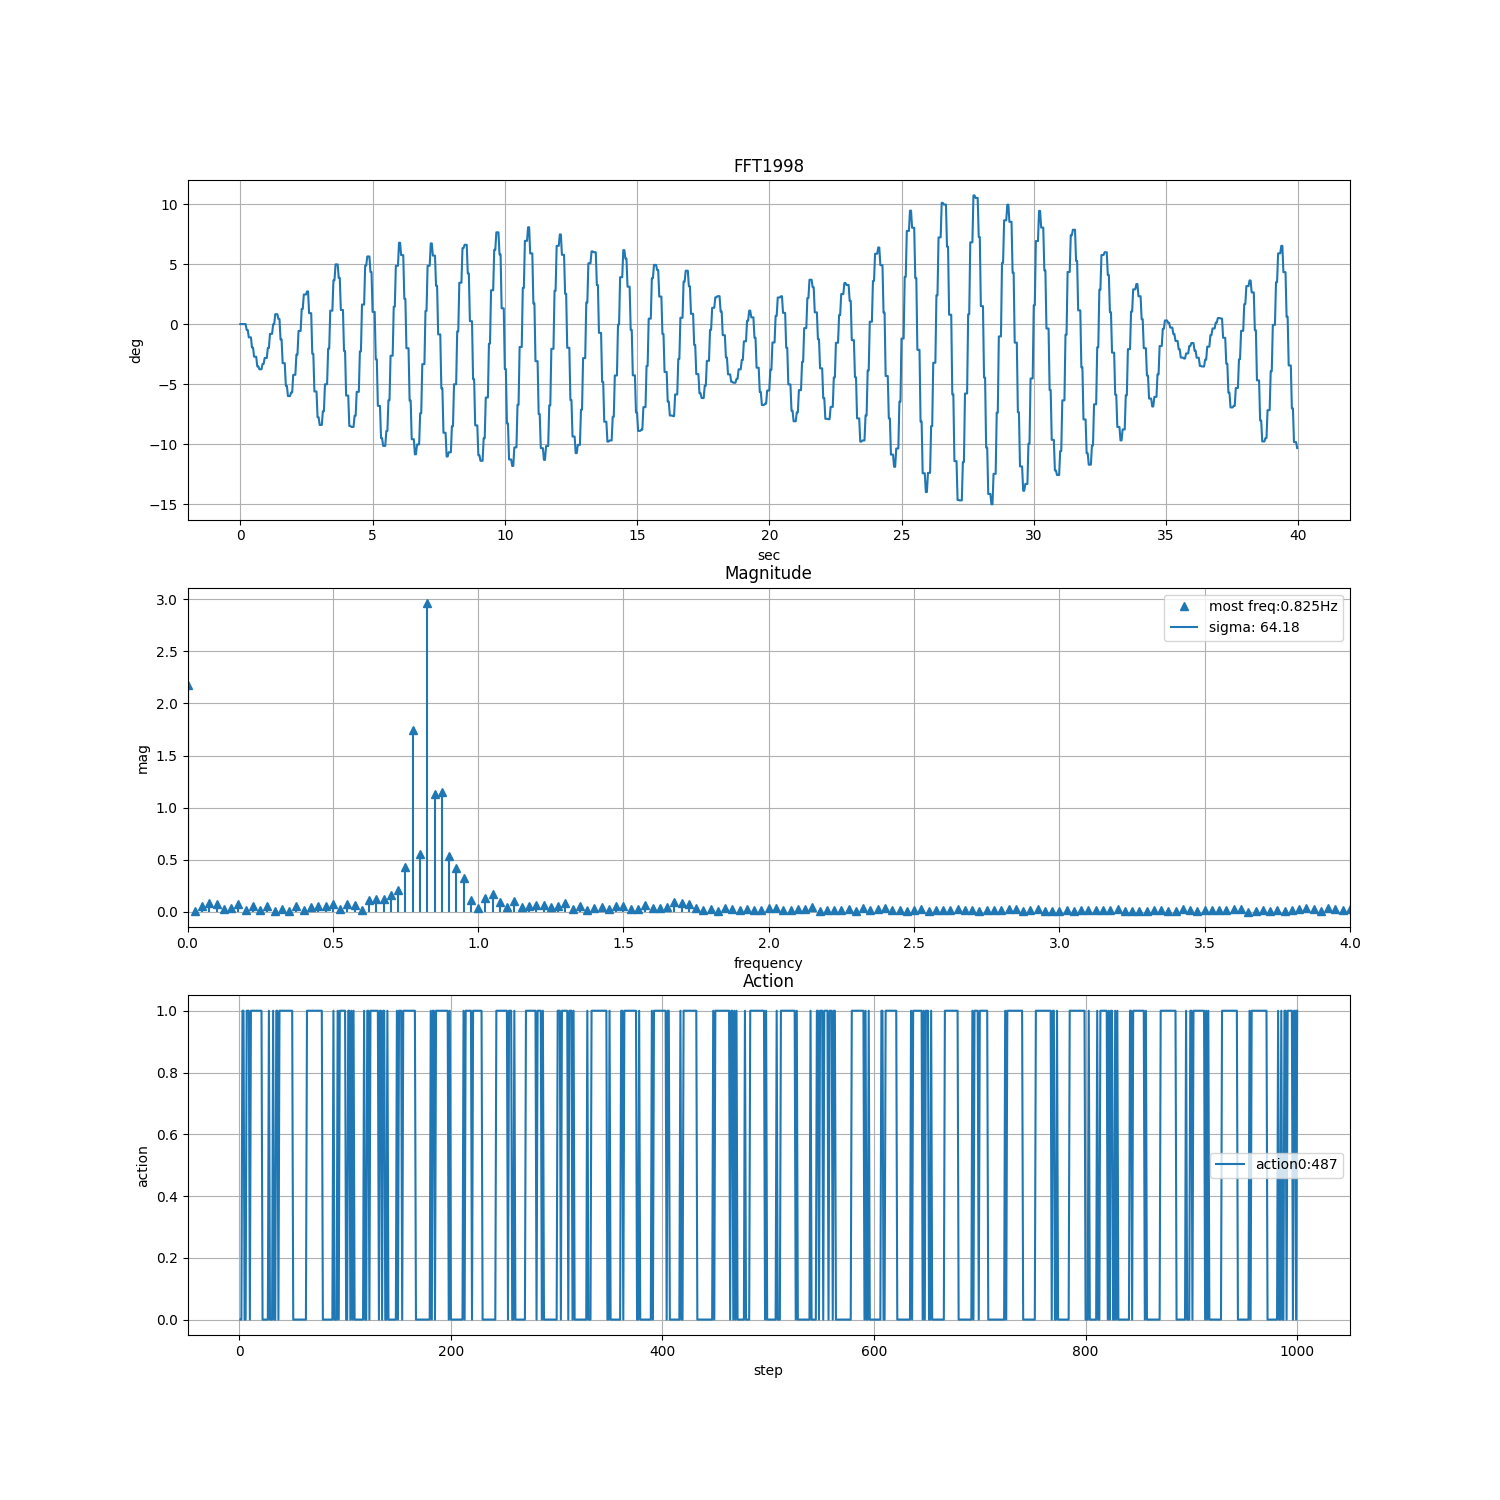 FFT1998
10
5
0
−5
−10
−15
deg
0 5 10 15 20 25 30 35 40
sec
Magnitude
3.0
2.5
2.0
1.5
1.0
0.5
0.0
mag
most freq:0.825Hz
sigma: 64.18
0.0 0.5 1.0 1.5 2.0 2.5 3.0 3.5 4.0
frequency
Action
1.0
0.8
0.6
0.4
0.2
0.0
action
action0:487
0 200 400 600 800 1000
step